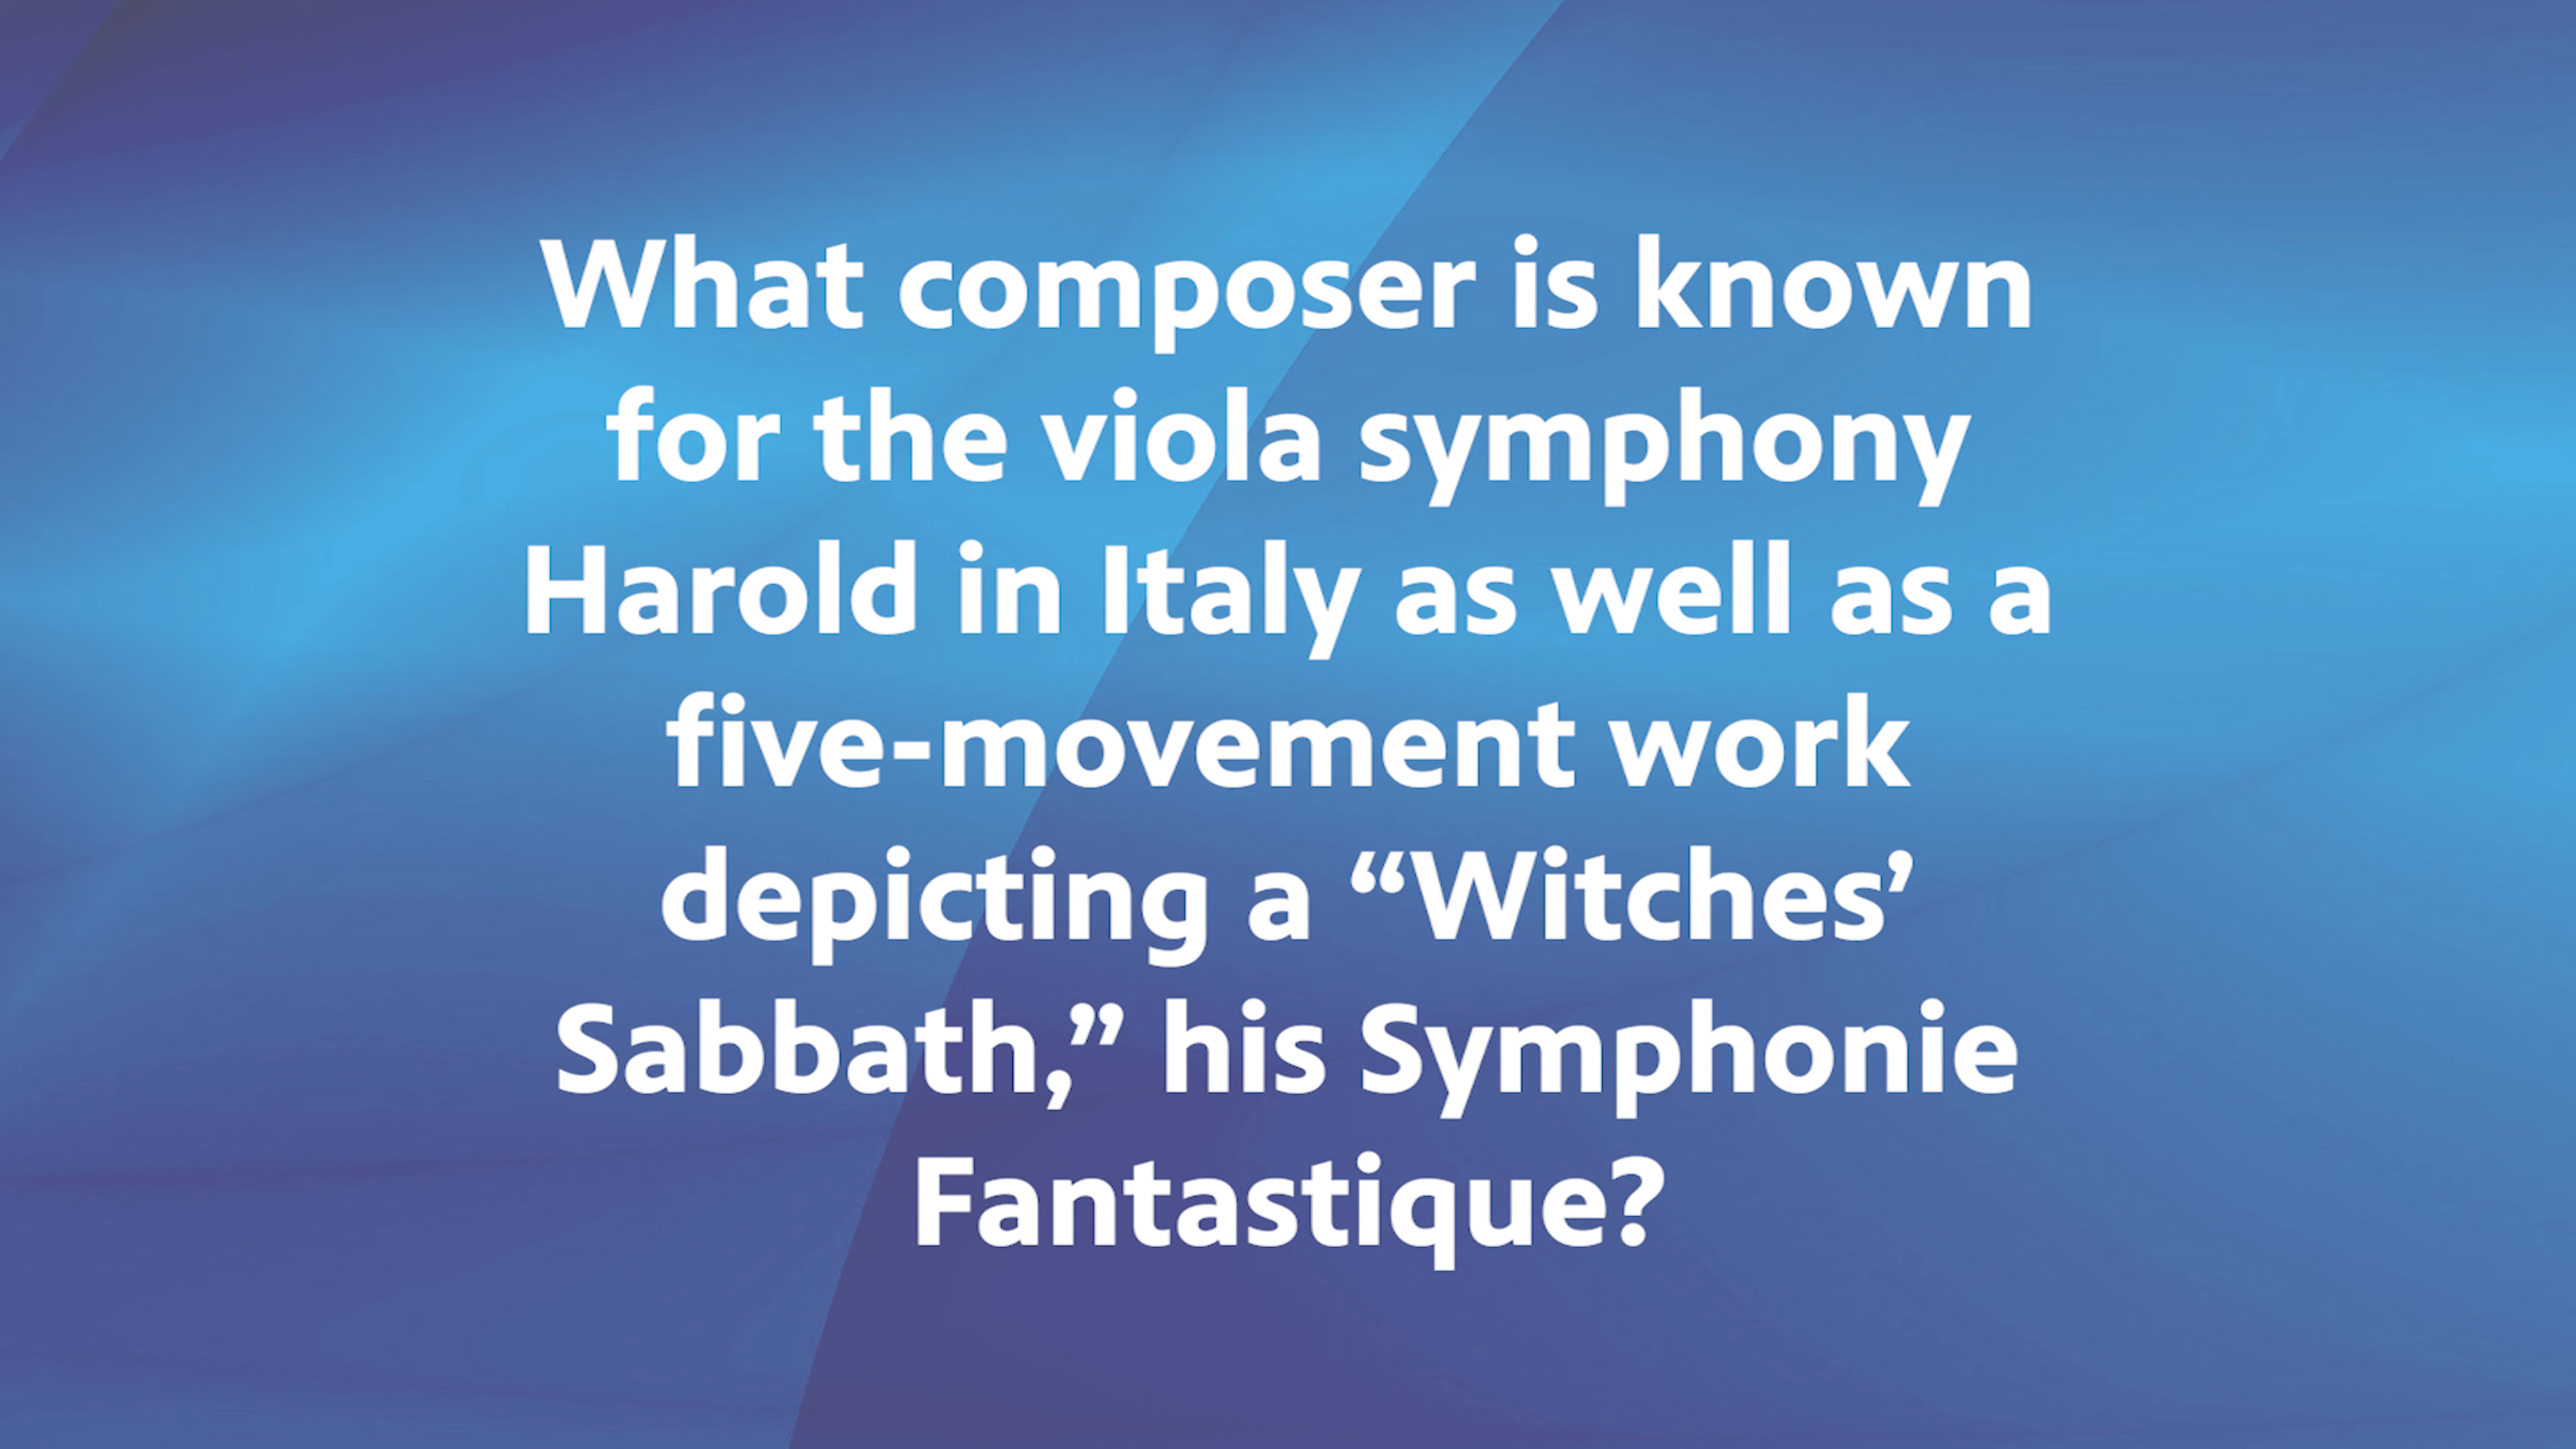 What composer is known
for the viola symphony
Harold in Italy as well as a
five-movement work
depicting a “Witches’
Sabbath,” his Symphonie
Fantastique?